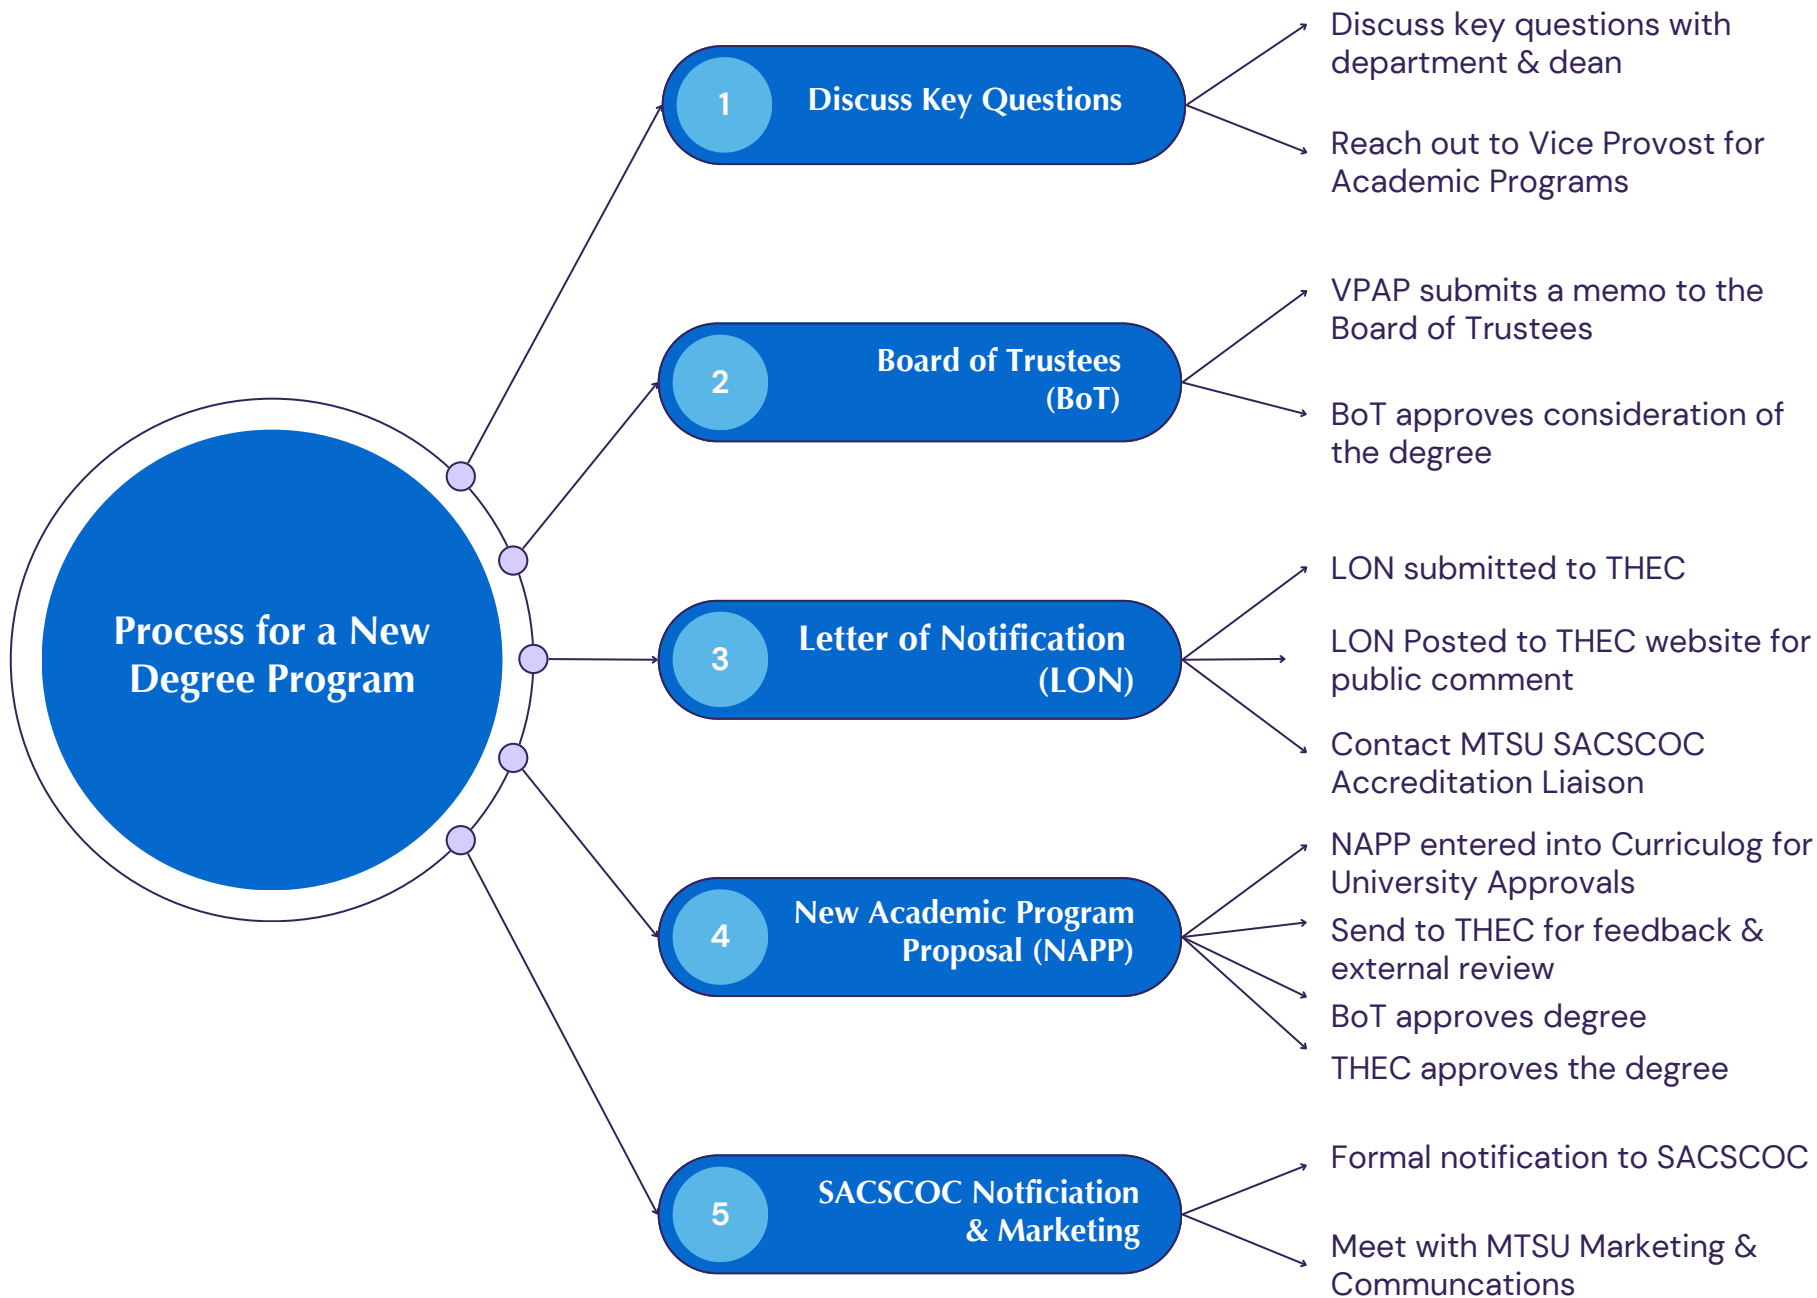 Process for a New
Degree Program
1
Discuss Key Questions
Discuss key questions with
department & dean
Reach out to Vice Provost for
Academic Programs
2
Board of Trustees
(BoT)
VPAP submits a memo to the
Board of Trustees
BoT approves consideration of
the degree
3
Letter of Notification
(LON)
LON submitted to THEC
LON Posted to THEC website for
public comment
Contact MTSU SACSCOC
Accreditation Liaison
4
New Academic Program
Proposal (NAPP)
NAPP entered into Curriculog for
University Approvals
Send to THEC for feedback &
external review
BoT approves degree
THEC approves the degree
5
SACSCOC Notficiation
& Marketing
Formal notification to SACSCOC
Meet with MTSU Marketing &
Communcations